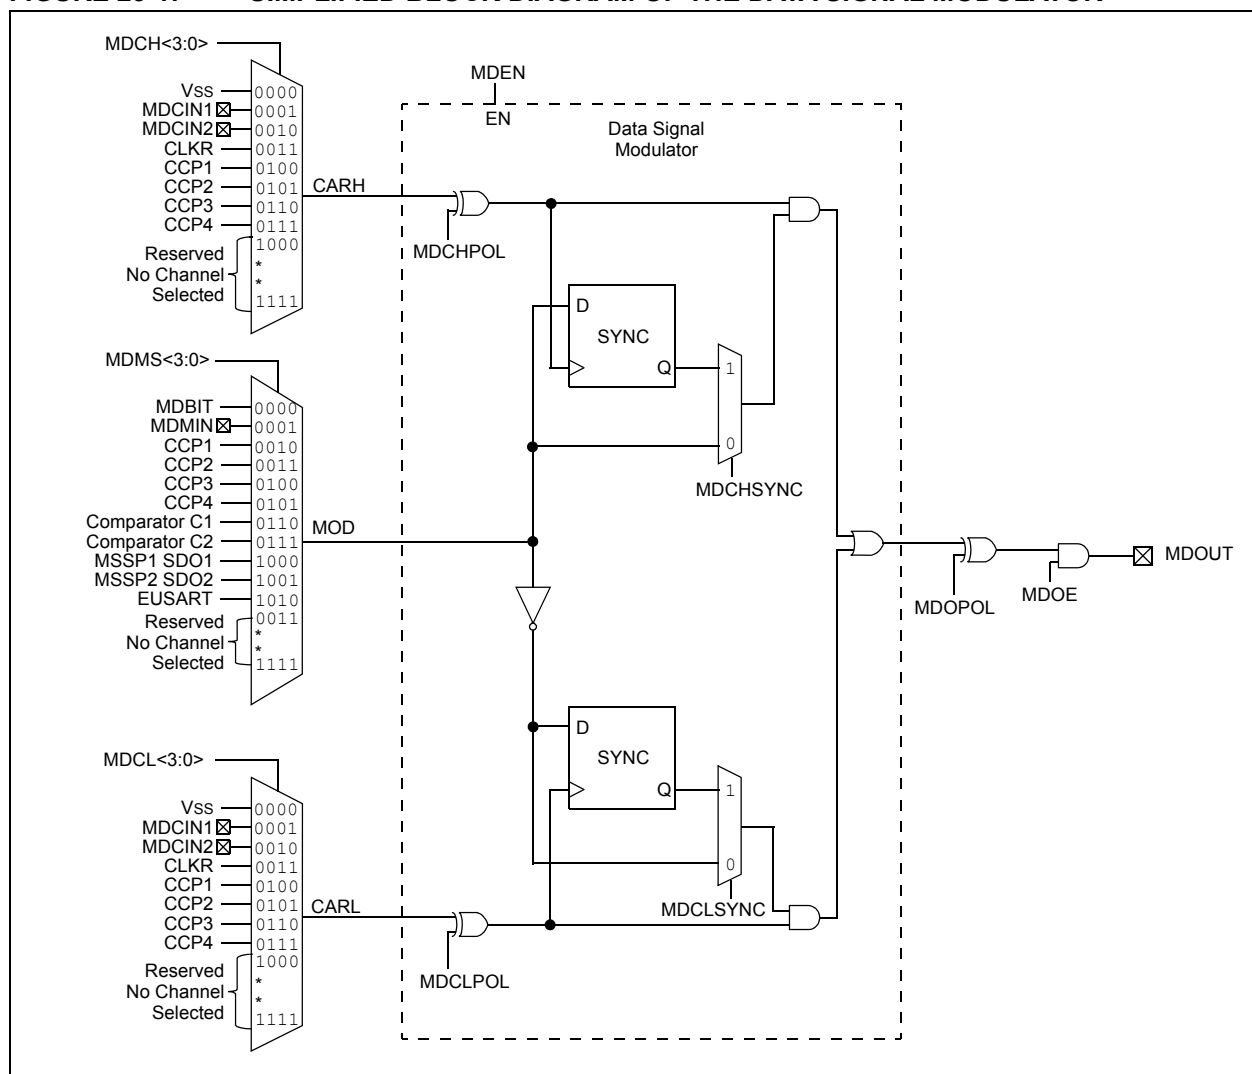 MDCH<3:0>
VSS 0000
MDCIN1 0001
MDCIN2 0010
CLKR 0011
CCP1 0100
CCP2 0101
CCP3 0110
CCP4 0111
1000
Reserved
No Channel
Selected
*
*
1111
CARH
MDCHPOL
MDEN
EN
Data Signal
Modulator
D
SYNC
Q
1
0
MDCHSYNC
MDMS<3:0>
MDBIT 0000
MDMIN 0001
CCP1 0010
CCP2 0011
CCP3 0100
CCP4 0101
Comparator C1 0110
Comparator C2 0111
MSSP1 SDO1 1000
MSSP2 SDO2 1001
EUSART 1010
0011
Reserved
No Channel
Selected
*
*
1111
MOD
MDOPOL
MDOE
MDOUT
D
SYNC
Q
1
0
MDCLSYNC
MDCL<3:0>
VSS 0000
MDCIN1 0001
MDCIN2 0010
CLKR 0011
CCP1 0100
CCP2 0101
CCP3 0110
CCP4 0111
1000
Reserved
No Channel
Selected
*
*
1111
CARL
MDCLPOL